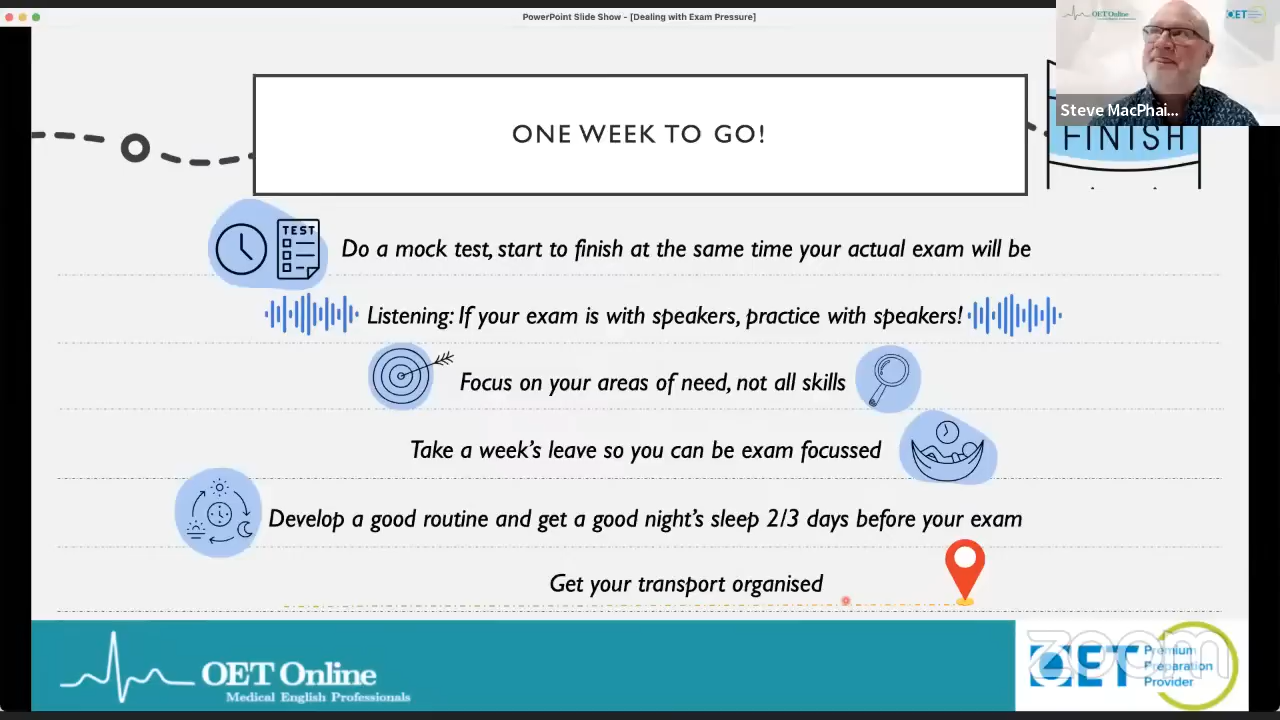 PowerPoint Slide Show - [Dealing with Exam Pressure]
OET Online
OET
Steve MacPhai...
FINISH
ONE WEEK TO GO!
TEST
Do a mock test, start to finish at the same time your actual exam will be
Listening: If your exam is with speakers, practice with speakers!
Focus on your areas of need, not all skills
Take a week's leave so you can be exam focussed
Develop a good routine and get a good night's sleep 2/3 days before your exam
Get your transport organised
OET Online
Medical English Professionals
zoom
OET
Premium
Preparation
Provider